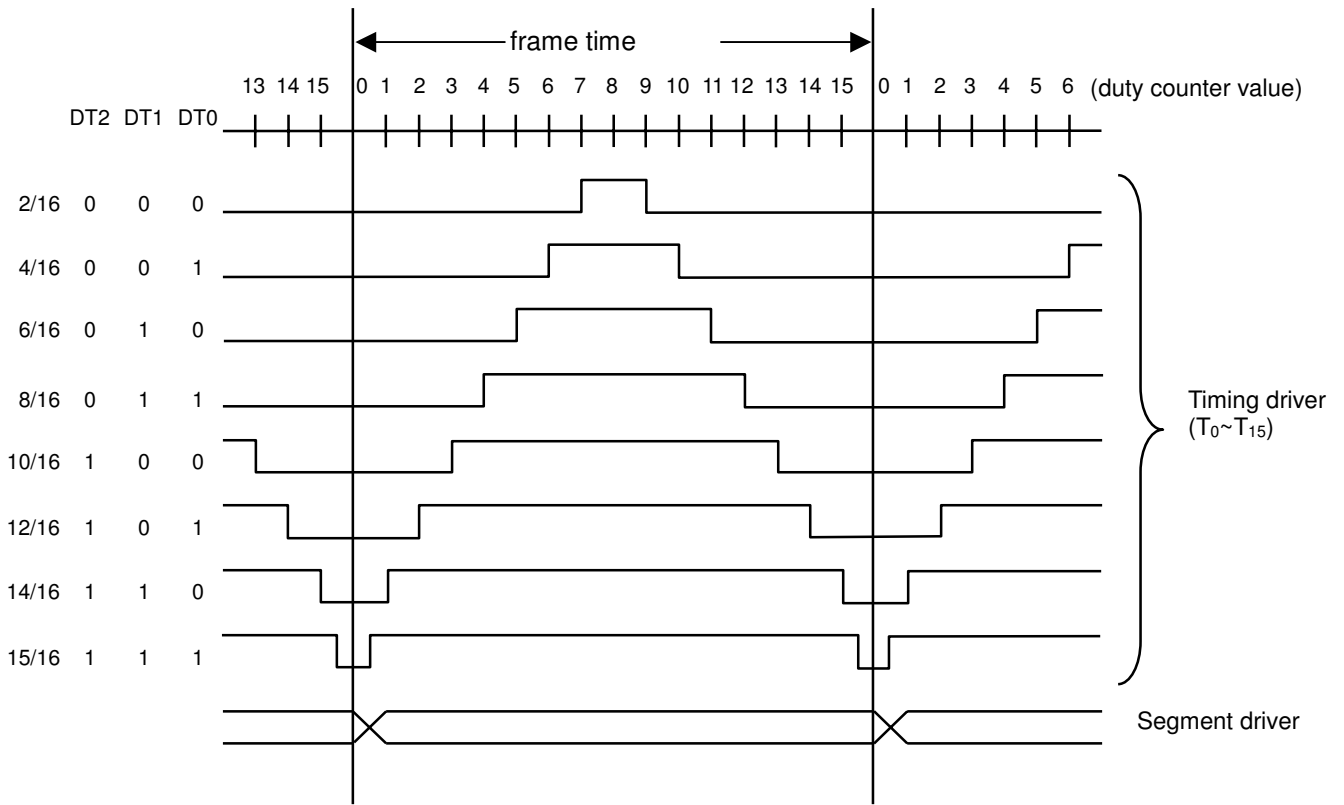 frame time
13 14 15 0 1 2 3 4 5 6 7 8 9 10 11 12 13 14 15 0 1 2 3 4 5 6 (duty counter value)
DT2 DT1 DT0
2/16 0 0 0
4/16 0 0 1
6/16 0 1 0
8/16 0 1 1
Timing driver
(T₀~T₁₅)
10/16 1 0 0
12/16 1 0 1
14/16 1 1 0
15/16 1 1 1
Segment driver